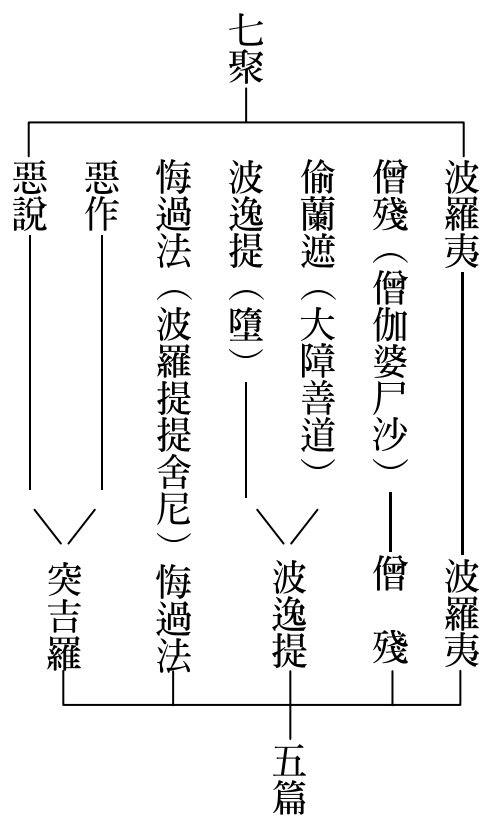 七聚
波羅夷
僧殘（僧伽婆尸沙）
偷蘭遮（大障善道）
波逸提（墮）
悔過法（波羅提提舍尼）
惡作
惡說
波羅夷
僧殘
波逸提
悔過法
突吉羅
五篇